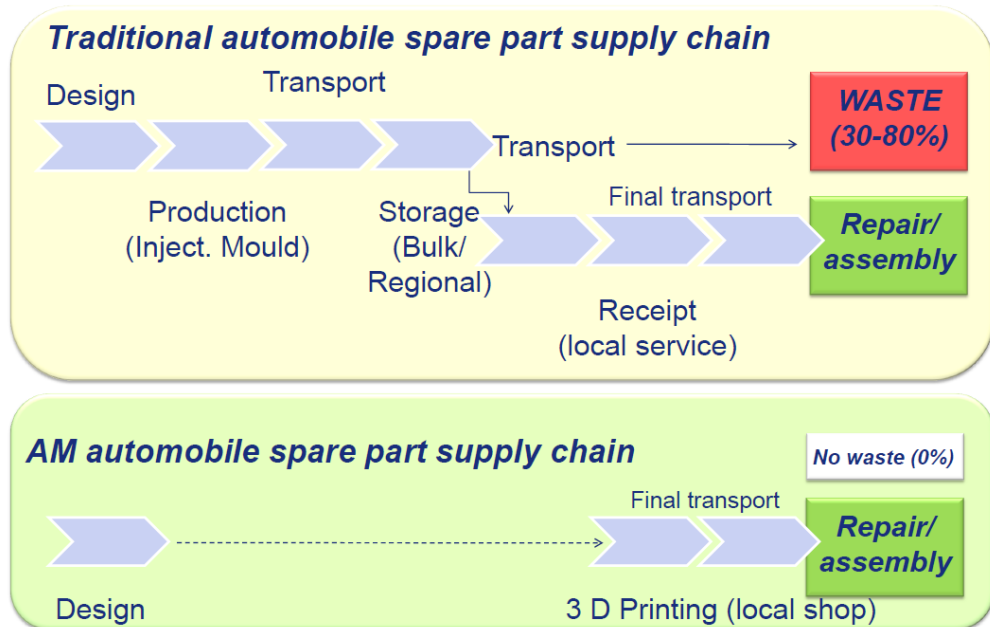 Traditional automobile spare part supply chain
Design
Transport
WASTE
(30-80%)
Transport
Production
(Inject. Mould)
Storage
(Bulk/
Regional)
Final transport
Repair/
assembly
Receipt
(local service)
AM automobile spare part supply chain
No waste (0%)
Final transport
Repair/
assembly
Design
3 D Printing (local shop)